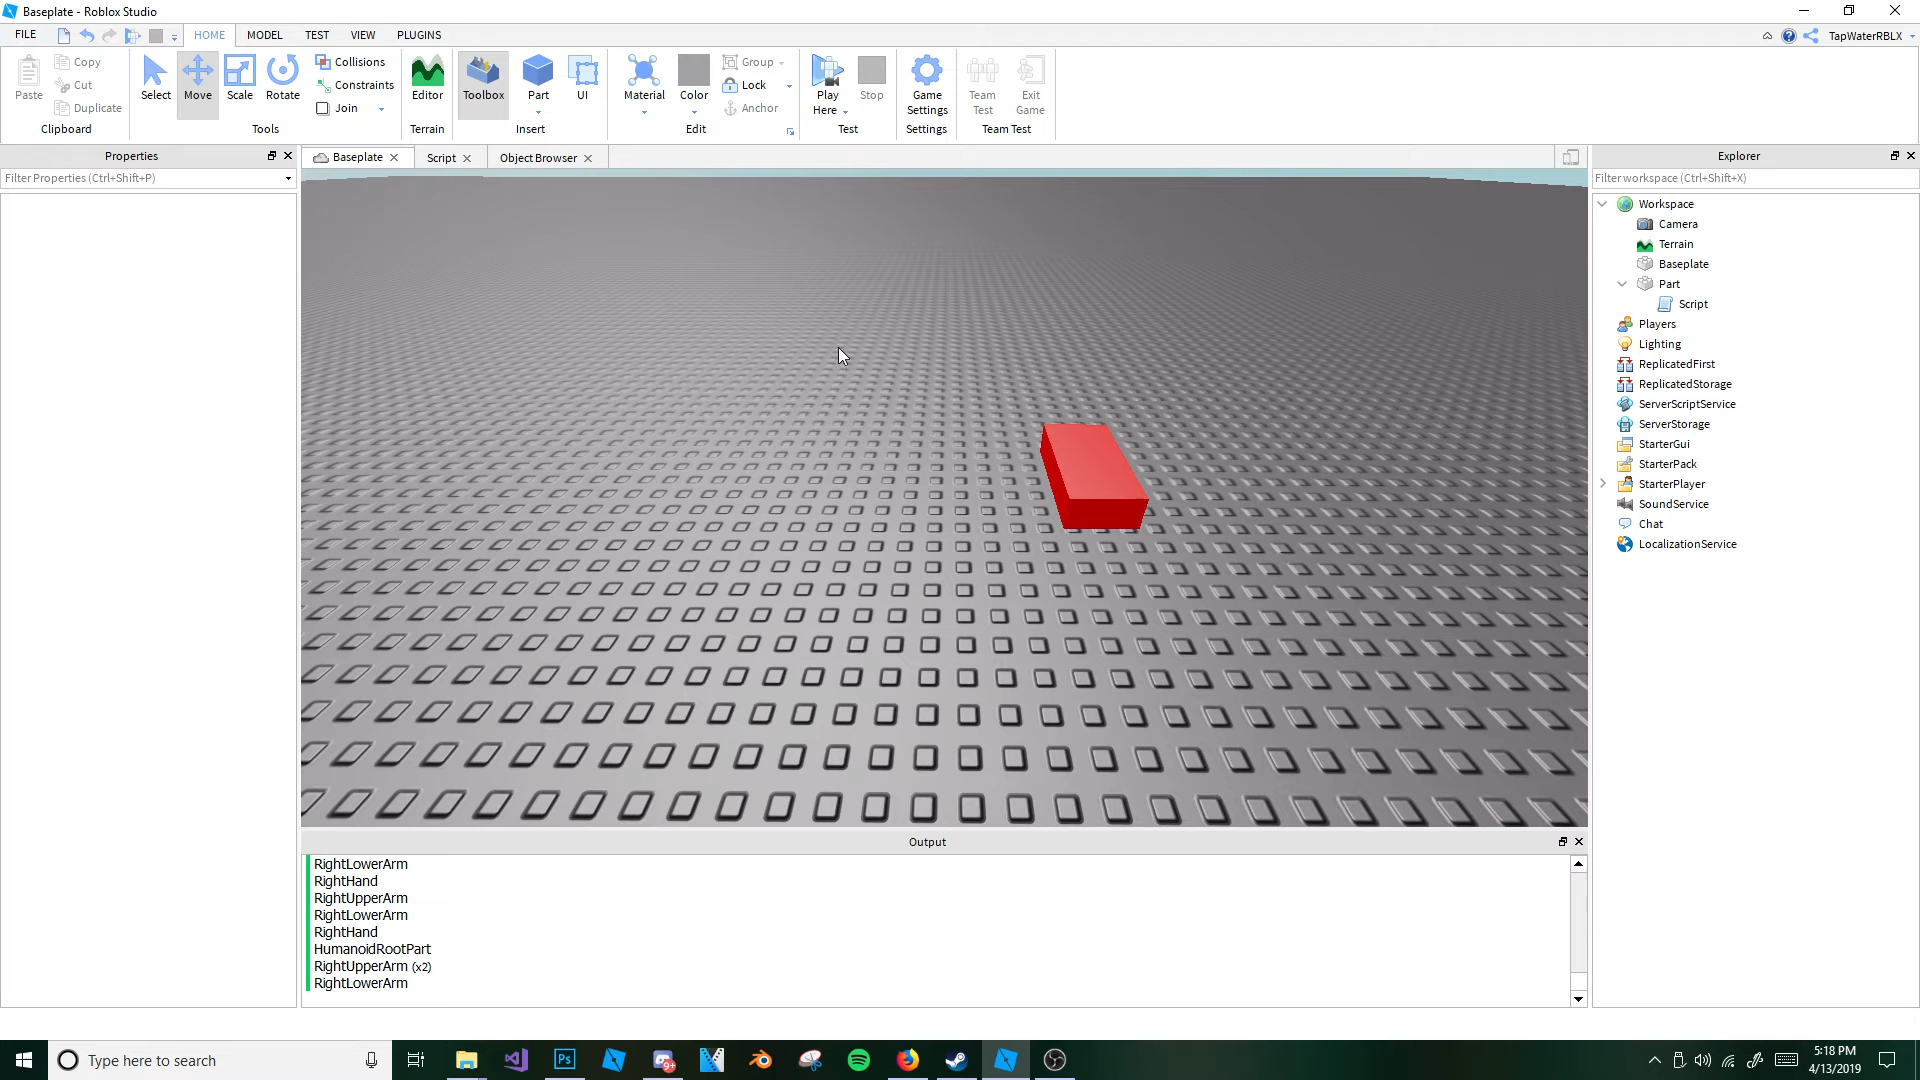 Baseplate - Roblox Studio
FILE HOME MODEL TEST VIEW PLUGINS TapWaterRBLX
Paste Copy Cut Duplicate
Clipboard
Select Move Scale Rotate Collisions Constraints Join
Tools
Editor
Terrain
Toolbox Part UI
Insert
Material Color Group Lock Anchor
Edit
Play Here Stop
Test
Game Settings
Settings
Team Test Exit Game
Team Test
Properties
Filter Properties (Ctrl+Shift+P)
Baseplate Script Object Browser
Explorer
Filter workspace (Ctrl+Shift+X)
Workspace
Camera
Terrain
Baseplate
Part
Script
Players
Lighting
ReplicatedFirst
ReplicatedStorage
ServerScriptService
ServerStorage
StarterGui
StarterPack
StarterPlayer
SoundService
Chat
LocalizationService
Output
RightLowerArm
RightHand
RightUpperArm
RightLowerArm
RightHand
HumanoidRootPart
RightUpperArm (x2)
RightLowerArm
Type here to search
Ps
9+
5:18 PM
4/13/2019